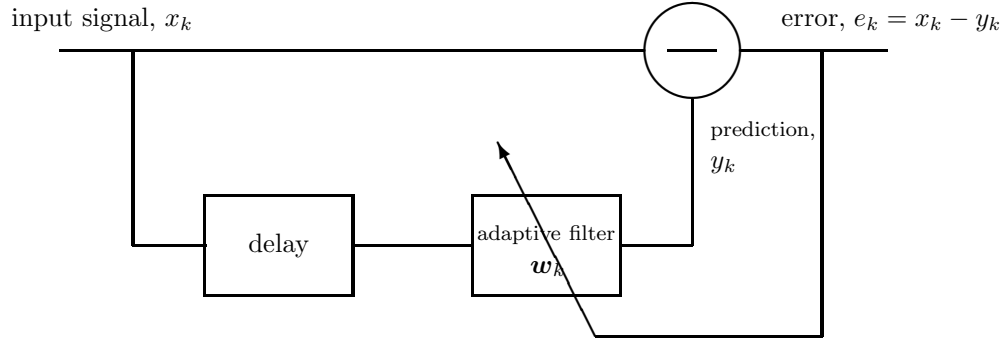 input signal, x_k
error, e_k = x_k − y_k
prediction,
y_k
delay
adaptive filter
w_k